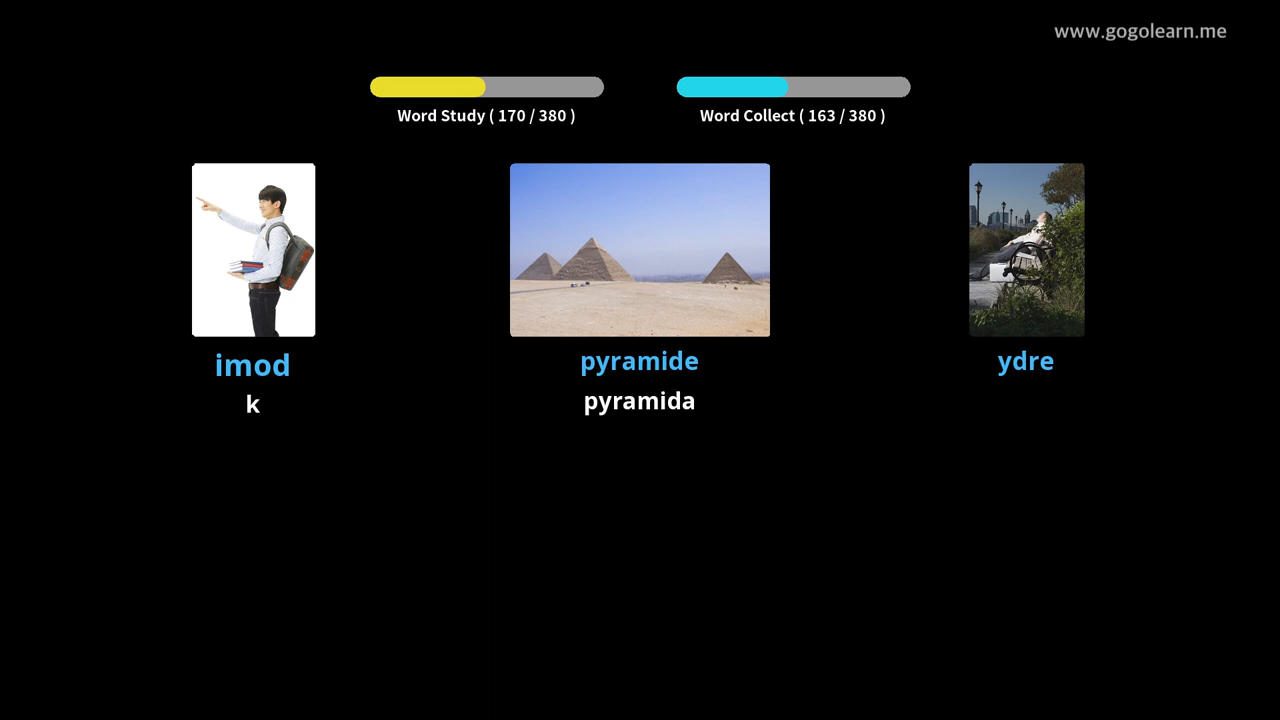 www.gogolearn.me
Word Study ( 170 / 380 )
Word Collect ( 163 / 380 )
imod
k
pyramide
pyramida
ydre